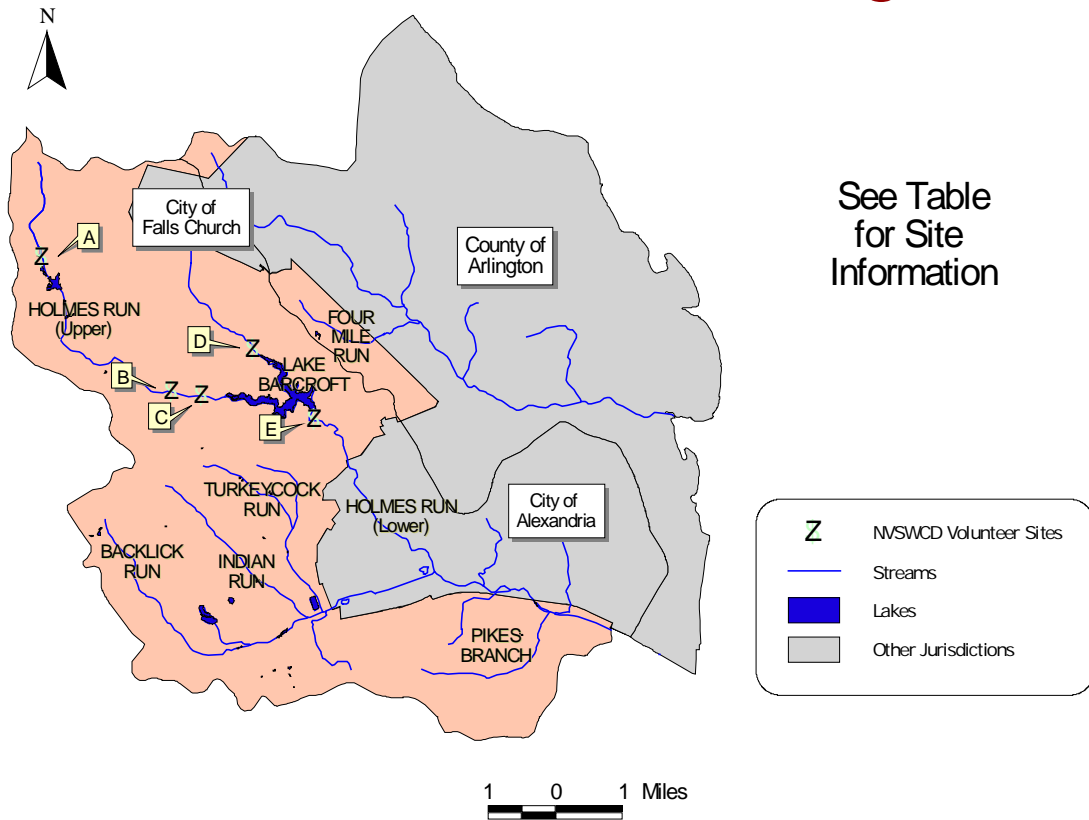 N
City of
Falls Church
County of
Arlington
See Table
for Site
Information
A
HOLMES RUN
(Upper)
FOUR
MILE
RUN
D
LAKE
BARCROFT
B
C
E
TURKEYCOCK
RUN
HOLMES RUN
(Lower)
City of
Alexandria
BACKLICK
RUN
INDIAN
RUN
PIKES-
BRANCH
Z NVSWCD Volunteer Sites
Streams
Lakes
Other Jurisdictions
1 0 1 Miles